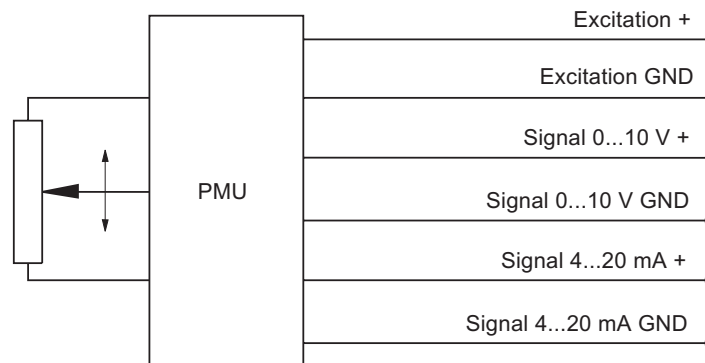 Excitation +
Excitation GND
Signal 0...10 V +
PMU
Signal 0...10 V GND
Signal 4...20 mA +
Signal 4...20 mA GND